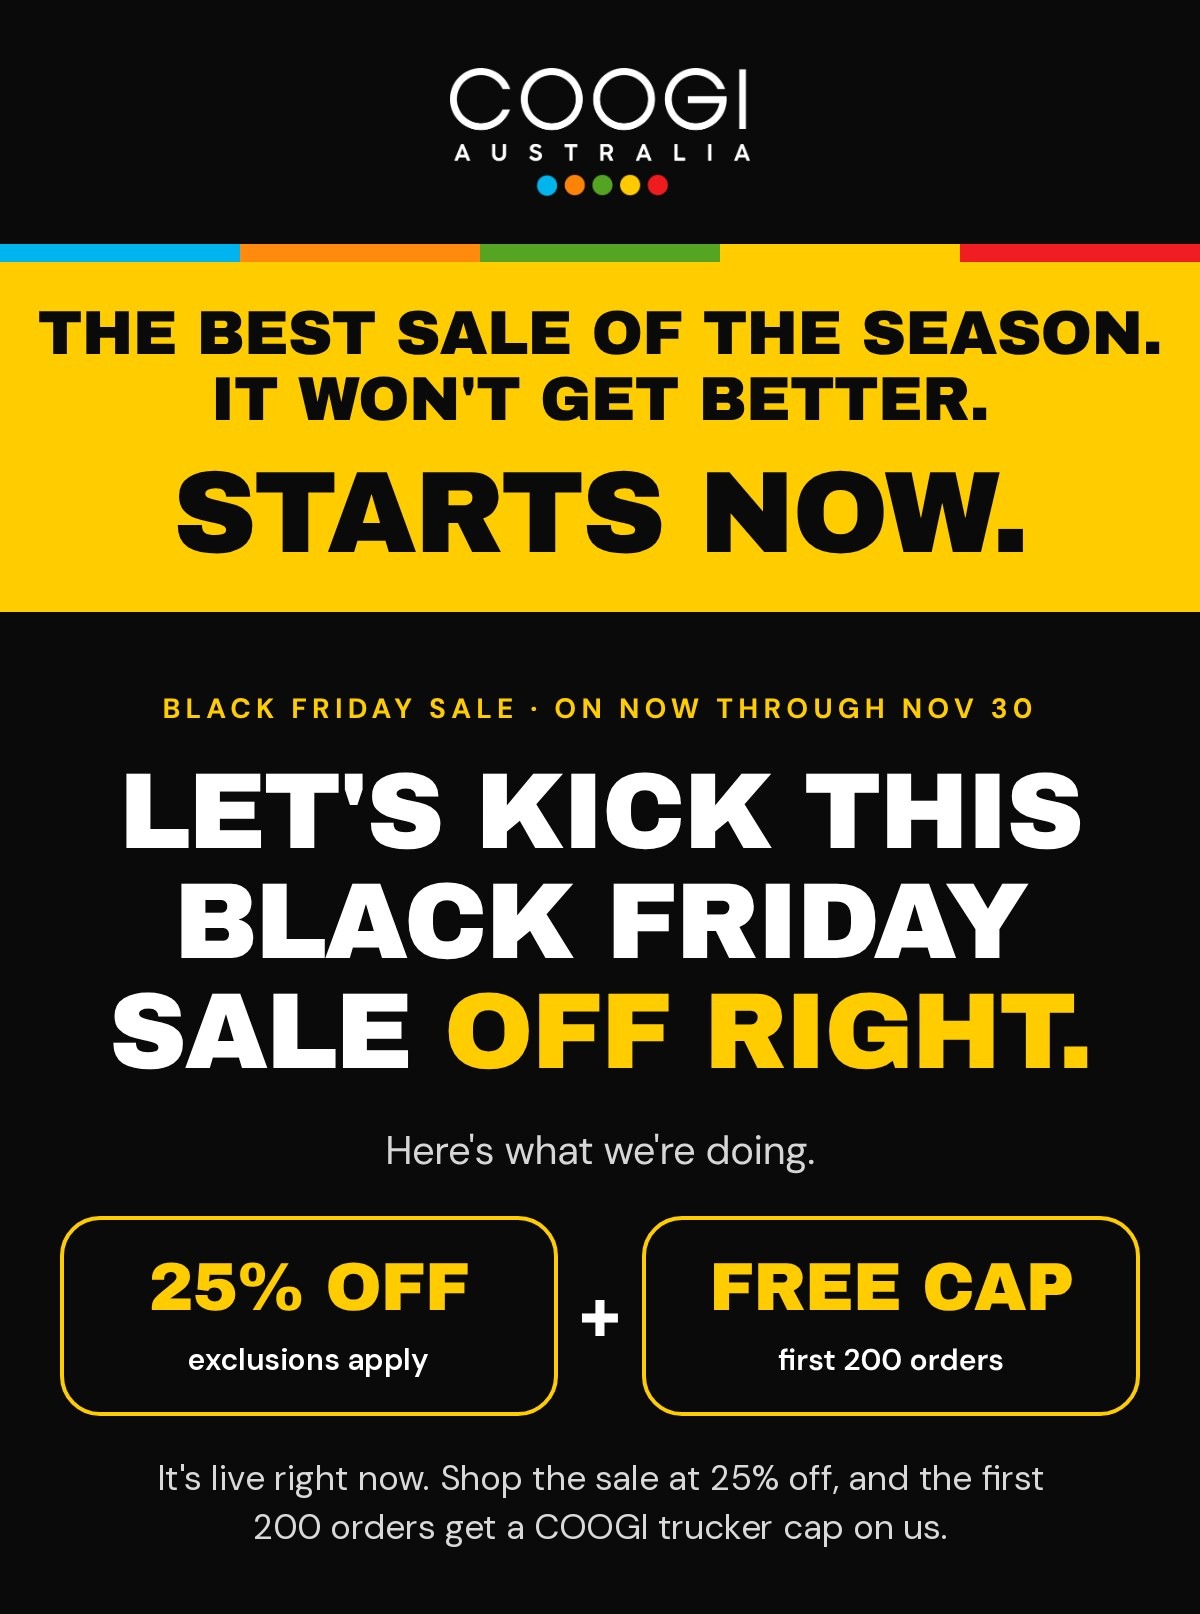 COOGI
AUSTRALIA
THE BEST SALE OF THE SEASON.
IT WON'T GET BETTER.
STARTS NOW.
BLACK FRIDAY SALE · ON NOW THROUGH NOV 30
LET'S KICK THIS
BLACK FRIDAY
SALE OFF RIGHT.
Here's what we're doing.
25% OFF
exclusions apply
+
FREE CAP
first 200 orders
It's live right now. Shop the sale at 25% off, and the first
200 orders get a COOGI trucker cap on us.